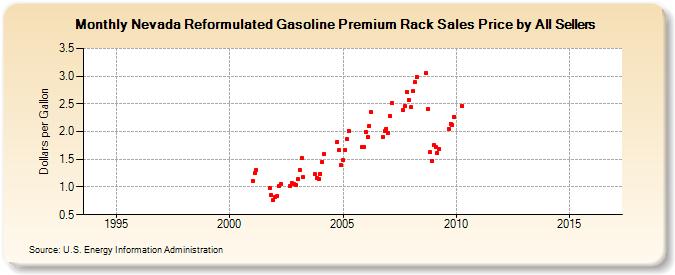 Monthly Nevada Reformulated Gasoline Premium Rack Sales Price by All Sellers
Dollars per Gallon
3.5
3.0
2.5
2.0
1.5
1.0
0.5
1995 2000 2005 2010 2015
Source: U.S. Energy Information Administration